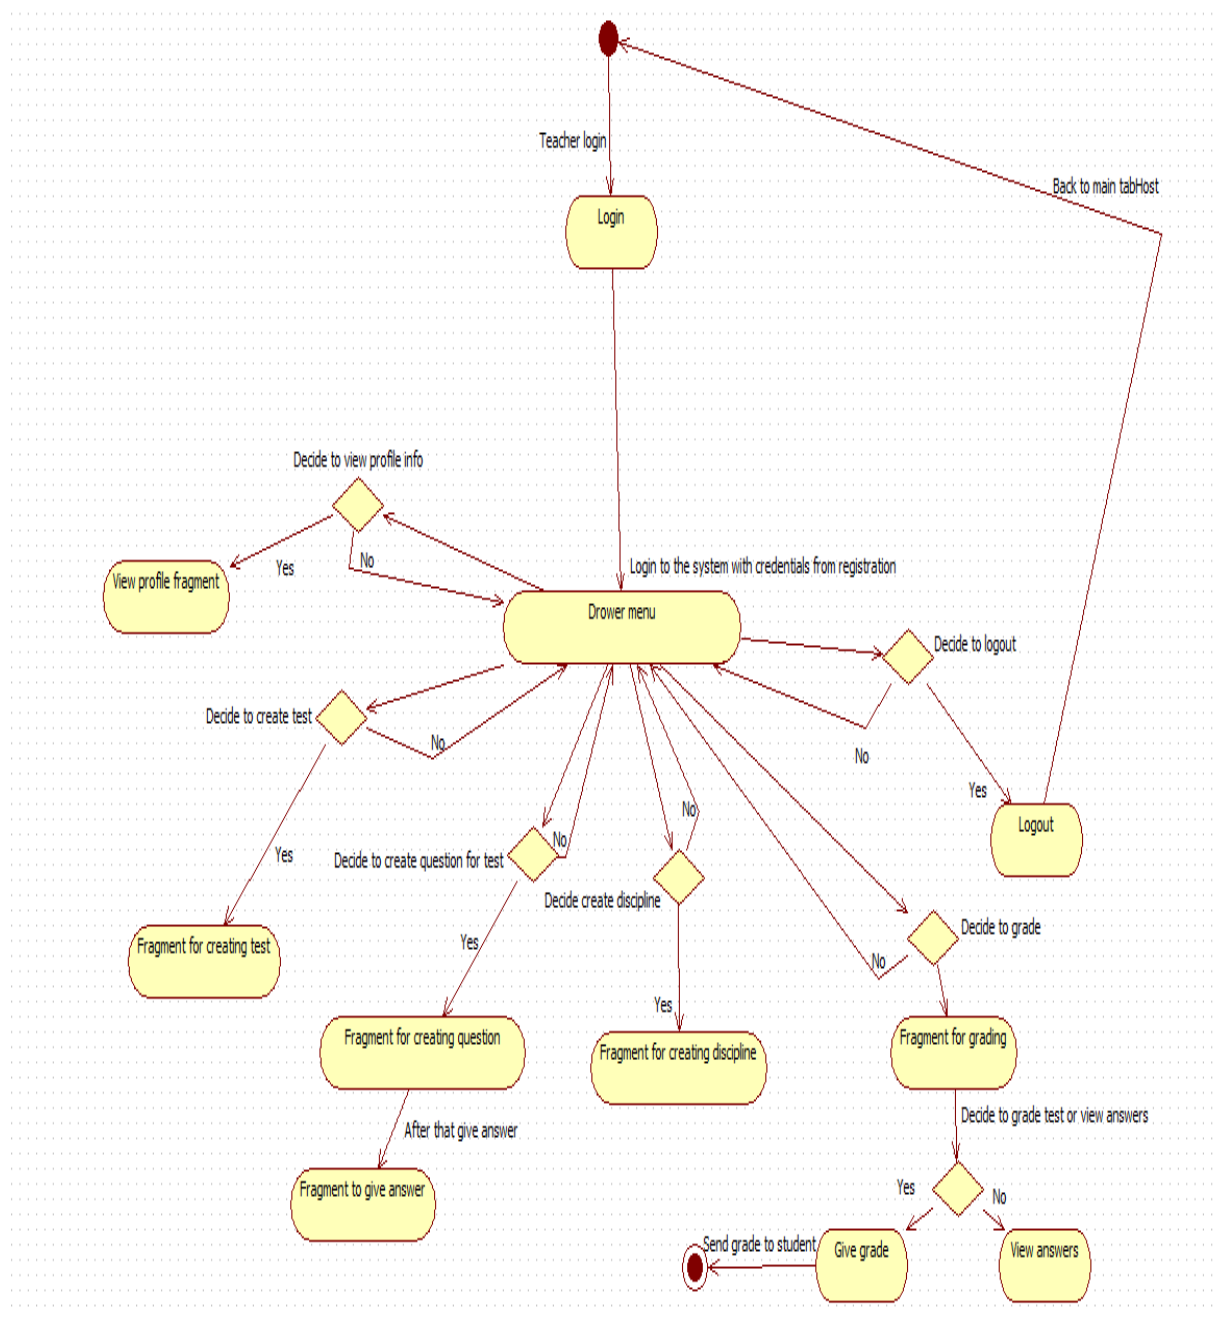 Teacher login
Back to main tabHost
Login
Decide to view profile info
Yes
No
View profile fragment
Login to the system with credentials from registration
Drower menu
Decide to logout
Decide to create test
No
No
Yes
Logout
No
No
Yes
Decide to create question for test
Decide create discipline
Decide to grade
Yes
No
Fragment for creating test
Yes
Fragment for creating question
Fragment for creating discipline
Fragment for grading
Decide to grade test or view answers
After that give answer
Fragment to give answer
Yes
No
Send grade to student
Give grade
View answers